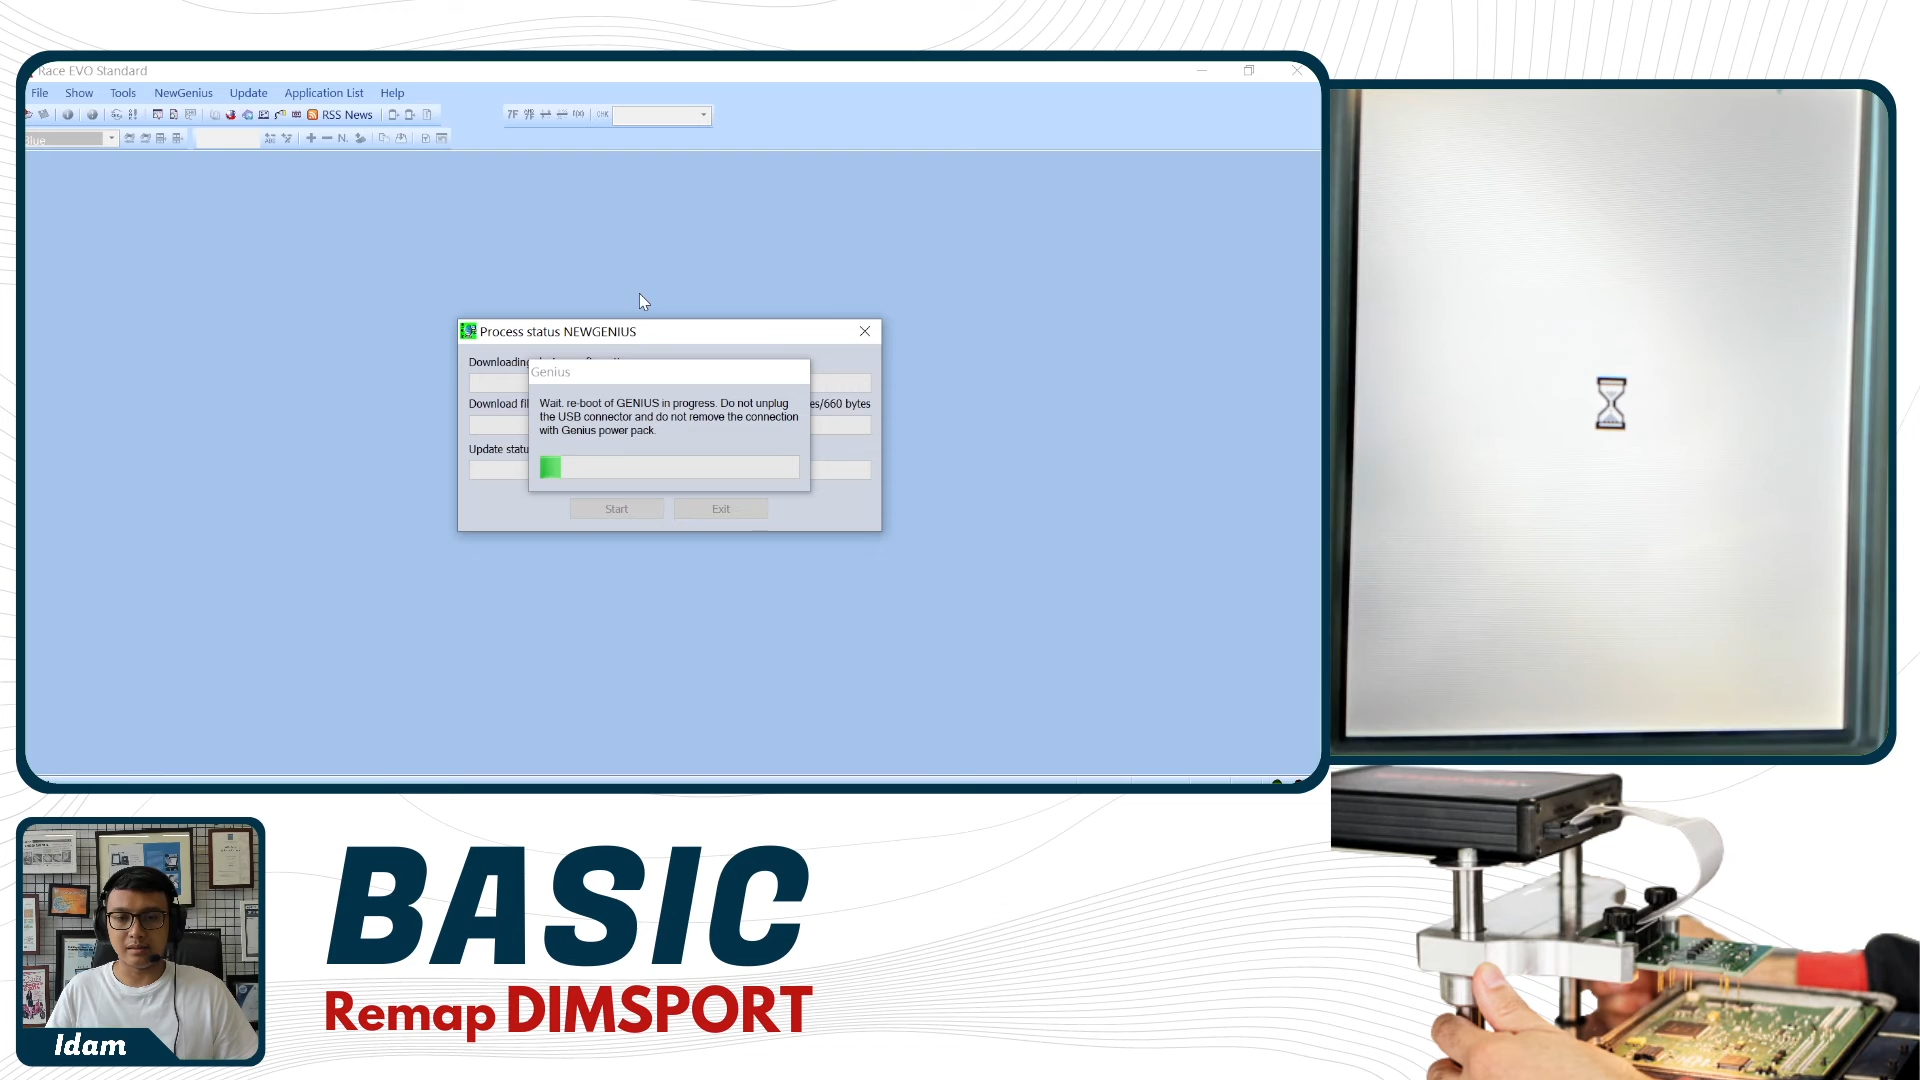 Race EVO Standard
File Show Tools NewGenius Update Application List Help
RSS News
CHK
N.
Process status NEWGENIUS
Downloading
Genius
Wait. re-boot of GENIUS in progress. Do not unplug
the USB connector and do not remove the connection
with Genius power pack.
Download fil
es/660 bytes
Update statu
Start Exit
BASIC
Remap DIMSPORT
Idam